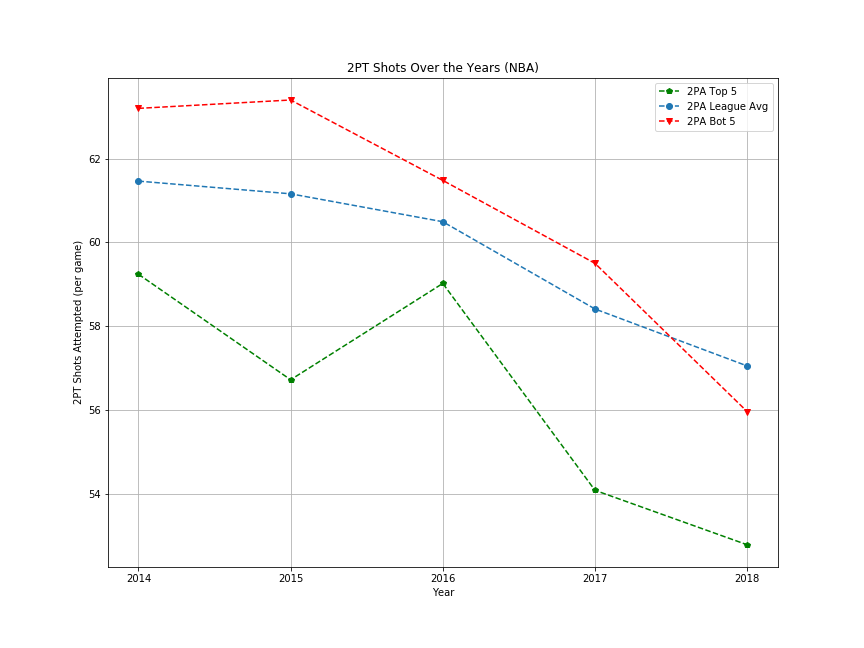 2PT Shots Over the Years (NBA)
2PA Top 5
2PA League Avg
2PA Bot 5
2PT Shots Attempted (per game)
62
60
58
56
54
2014 2015 2016 2017 2018
Year